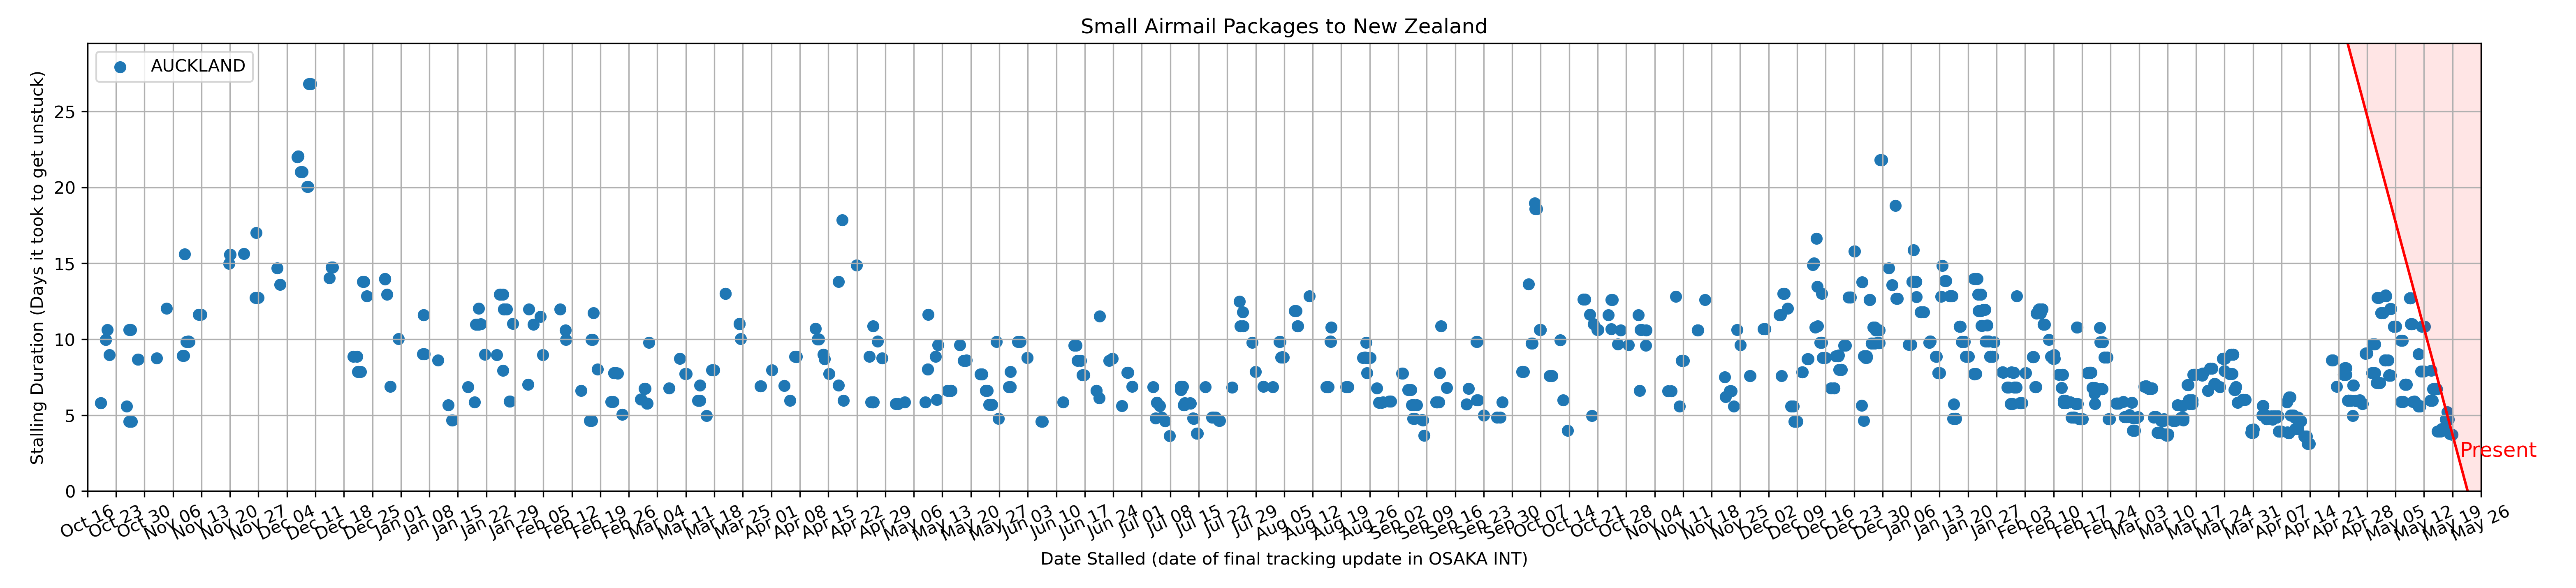 Small Airmail Packages to New Zealand
AUCKLAND
Stalling Duration (Days it took to get unstuck)
25
20
15
10
5
0
Present
Oct 16
Oct 23
Oct 30
Nov 06
Nov 13
Nov 20
Nov 27
Dec 04
Dec 11
Dec 18
Dec 25
Jan 01
Jan 08
Jan 15
Jan 22
Jan 29
Feb 05
Feb 12
Feb 19
Feb 26
Mar 04
Mar 11
Mar 18
Mar 25
Apr 01
Apr 08
Apr 15
Apr 22
Apr 29
May 06
May 13
May 20
May 27
Jun 03
Jun 10
Jun 17
Jun 24
Jul 01
Jul 08
Jul 15
Jul 22
Jul 29
Aug 05
Aug 12
Aug 19
Aug 26
Sep 02
Sep 09
Sep 16
Sep 23
Sep 30
Oct 07
Oct 14
Oct 21
Oct 28
Nov 04
Nov 11
Nov 18
Nov 25
Dec 02
Dec 09
Dec 16
Dec 23
Dec 30
Jan 06
Jan 13
Jan 20
Jan 27
Feb 03
Feb 10
Feb 17
Feb 24
Mar 03
Mar 10
Mar 17
Mar 24
Mar 31
Apr 07
Apr 14
Apr 21
Apr 28
May 05
May 12
May 19
May 26
Date Stalled (date of final tracking update in OSAKA INT)